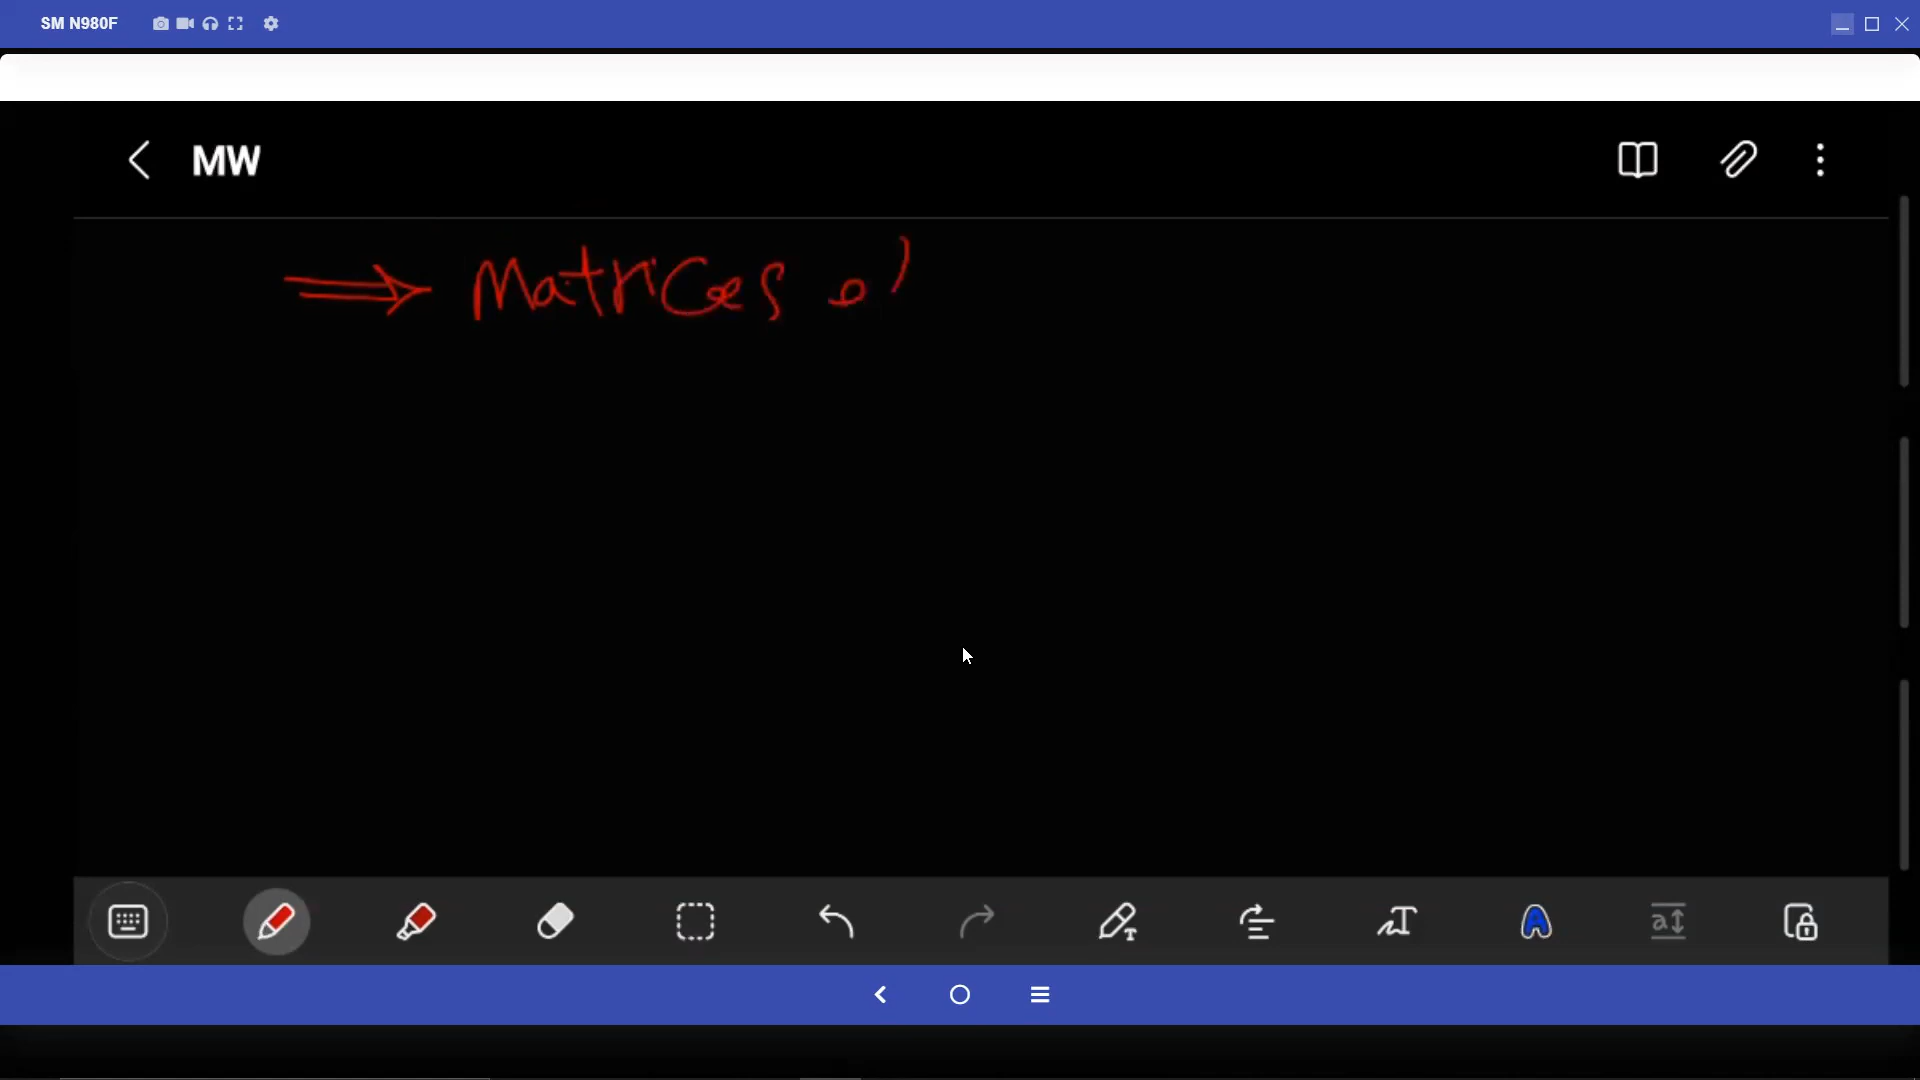 SM N980F
MW
⇒ Matrices o